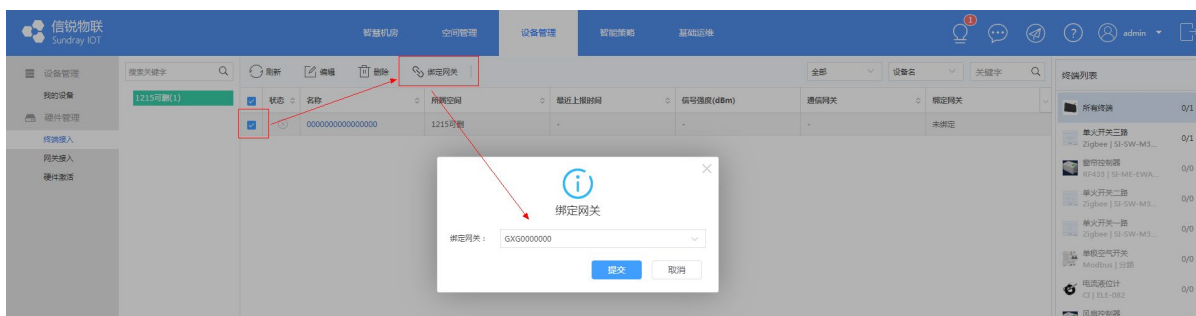 信锐物联
Sundray IOT
智慧机房 空间管理 设备管理 智能策略 基础运维
1
admin
设备管理
我的设备
硬件管理
终端接入
网关接入
硬件激活
搜索关键字
1215可删(1)
刷新 编辑 删除 绑定网关
全部 设备名 关键字
状态 名称 所属空间 最近上报时间 信号强度(dBm) 通信网关 绑定网关
0000000000000000 1215可删 - - - 未绑定
绑定网关
绑定网关： GXG0000000
提交 取消
终端列表
所有终端 0/1
单火开关三路 0/1
Zigbee | SI-SW-M3...
窗帘控制器 0/0
RF433 | SI-ME-EWA...
单火开关二路 0/0
Zigbee | SI-SW-M3...
单火开关一路 0/0
Zigbee | SI-SW-M3...
单极空气开关 0/0
Modbus | 分路
电流液位计 0/0
CI | ELE-082
风扇控制器